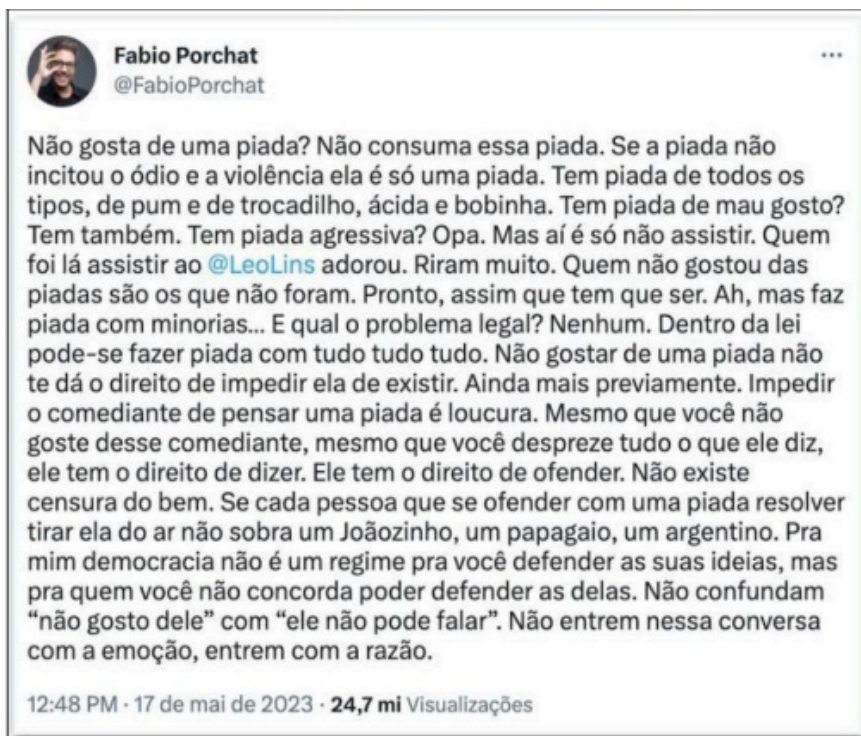 Fabio Porchat
@FabioPorchat
Não gosta de uma piada? Não consuma essa piada. Se a piada não
incitou o ódio e a violência ela é só uma piada. Tem piada de todos os
tipos, de pum e de trocadilho, ácida e bobinha. Tem piada de mau gosto?
Tem também. Tem piada agressiva? Opa. Mas aí é só não assistir. Quem
foi lá assistir ao @LeoLins adorou. Riram muito. Quem não gostou das
piadas são os que não foram. Pronto, assim que tem que ser. Ah, mas faz
piada com minorias... E qual o problema legal? Nenhum. Dentro da lei
pode-se fazer piada com tudo tudo tudo. Não gostar de uma piada não
te dá o direito de impedir ela de existir. Ainda mais previamente. Impedir
o comediante de pensar uma piada é loucura. Mesmo que você não
goste desse comediante, mesmo que você despreze tudo o que ele diz,
ele tem o direito de dizer. Ele tem o direito de ofender. Não existe
censura do bem. Se cada pessoa que se ofender com uma piada resolver
tirar ela do ar não sobra um Joãozinho, um papagaio, um argentino. Pra
mim democracia não é um regime pra você defender as suas ideias, mas
pra quem você não concorda poder defender as delas. Não confundam
“não gosto dele” com “ele não pode falar”. Não entrem nessa conversa
com a emoção, entrem com a razão.
12:48 PM · 17 de mai de 2023 · 24,7 mi Visualizações